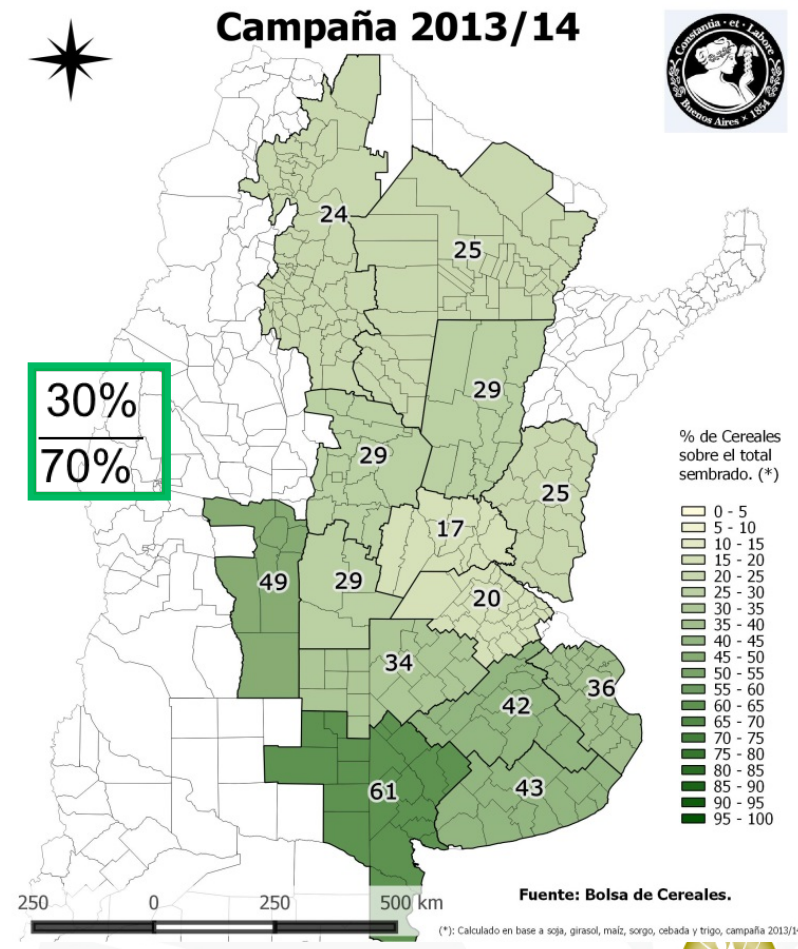 Campaña 2013/14
Constantia · et · Labore
Buenos Aires × 1854
24
25
29
30%
70%
29
25
17
49
29
20
34
36
42
61
43
% de Cereales
sobre el total
sembrado. (*)
0 - 5
5 - 10
10 - 15
15 - 20
20 - 25
25 - 30
30 - 35
35 - 40
40 - 45
45 - 50
50 - 55
55 - 60
60 - 65
65 - 70
70 - 75
75 - 80
80 - 85
85 - 90
90 - 95
95 - 100
250 0 250 500 km
Fuente: Bolsa de Cereales.
(*): Calculado en base a soja, girasol, maíz, sorgo, cebada y trigo, campaña 2013/1